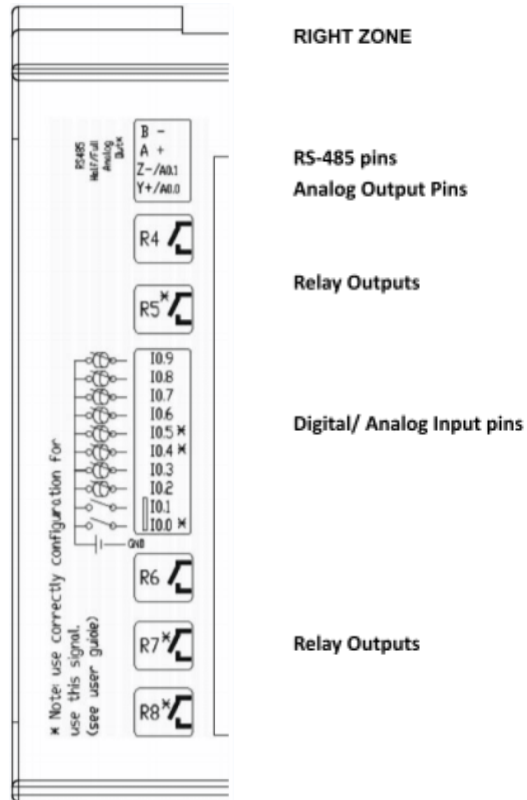 RIGHT ZONE
RS485
Half/Full
Analog
Outx
B -
A +
Z-/A0.1
Y+/A0.0
RS-485 pins
Analog Output Pins
R4
Relay Outputs
R5*
I0.9
I0.8
I0.7
I0.6
I0.5 *
I0.4 *
I0.3
I0.2
I0.1
I0.0 *
GND
Digital/ Analog Input pins
R6
R7*
R8*
Relay Outputs
* Note: use correctly configuration for
use this signal.
(see user guide)